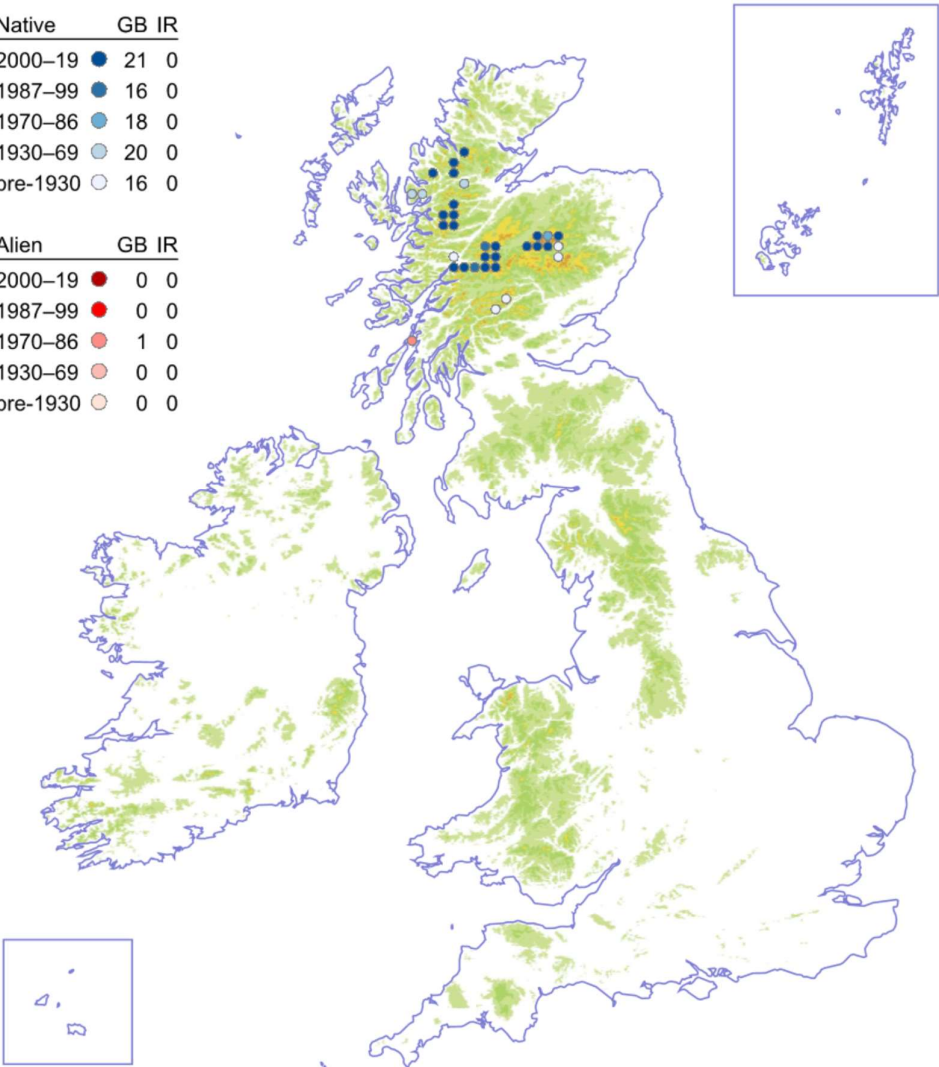 Native GB IR
2000–19 21 0
1987–99 16 0
1970–86 18 0
1930–69 20 0
pre-1930 16 0
Alien GB IR
2000–19 0 0
1987–99 0 0
1970–86 1 0
1930–69 0 0
pre-1930 0 0